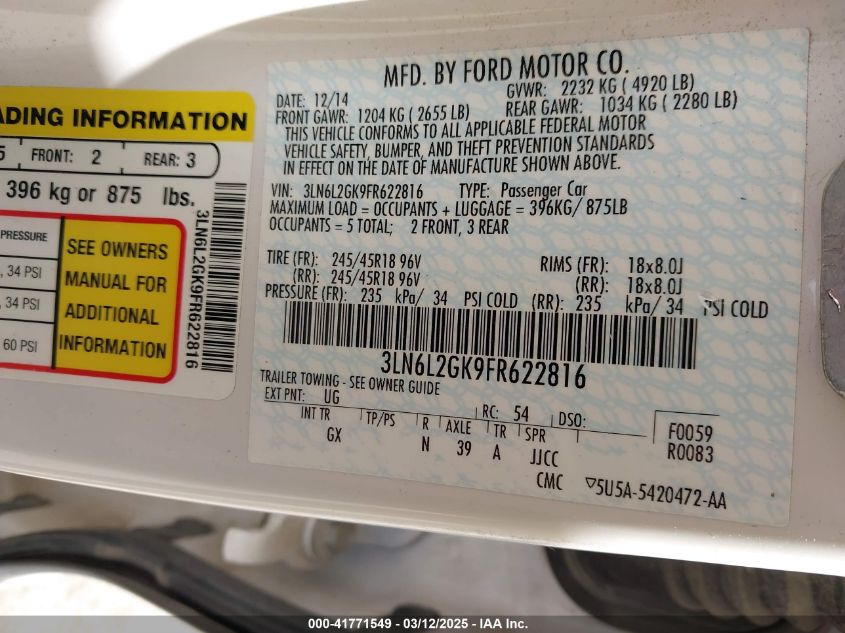 ADING INFORMATION
5 FRONT: 2 REAR: 3
396 kg or 875 lbs.
PRESSURE
, 34 PSI
, 34 PSI
60 PSI
SEE OWNERS
MANUAL FOR
ADDITIONAL
INFORMATION
3LN6L2GK9FR622816
MFD. BY FORD MOTOR CO.
DATE: 12/14 GVWR: 2232 KG ( 4920 LB)
FRONT GAWR: 1204 KG ( 2655 LB) REAR GAWR: 1034 KG ( 2280 LB)
THIS VEHICLE CONFORMS TO ALL APPLICABLE FEDERAL MOTOR
VEHICLE SAFETY, BUMPER, AND THEFT PREVENTION STANDARDS
IN EFFECT ON THE DATE OF MANUFACTURE SHOWN ABOVE.
VIN: 3LN6L2GK9FR622816 TYPE: Passenger Car
MAXIMUM LOAD = OCCUPANTS + LUGGAGE = 396KG/ 875LB
OCCUPANTS = 5 TOTAL; 2 FRONT, 3 REAR
TIRE (FR): 245/45R18 96V RIMS (FR): 18x8.0J
(RR): 245/45R18 96V (RR): 18x8.0J
PRESSURE (FR): 235 kPa/ 34 PSI COLD (RR): 235 kPa/ 34 PSI COLD
3LN6L2GK9FR622816
TRAILER TOWING - SEE OWNER GUIDE
EXT PNT: UG RC: 54 DSO:
INT TR TP/PS R AXLE TR SPR
GX N 39 A JJCC
F0059
R0083
CMC ▽5U5A-5420472-AA
000-41771549 - 03/12/2025 - IAA Inc.